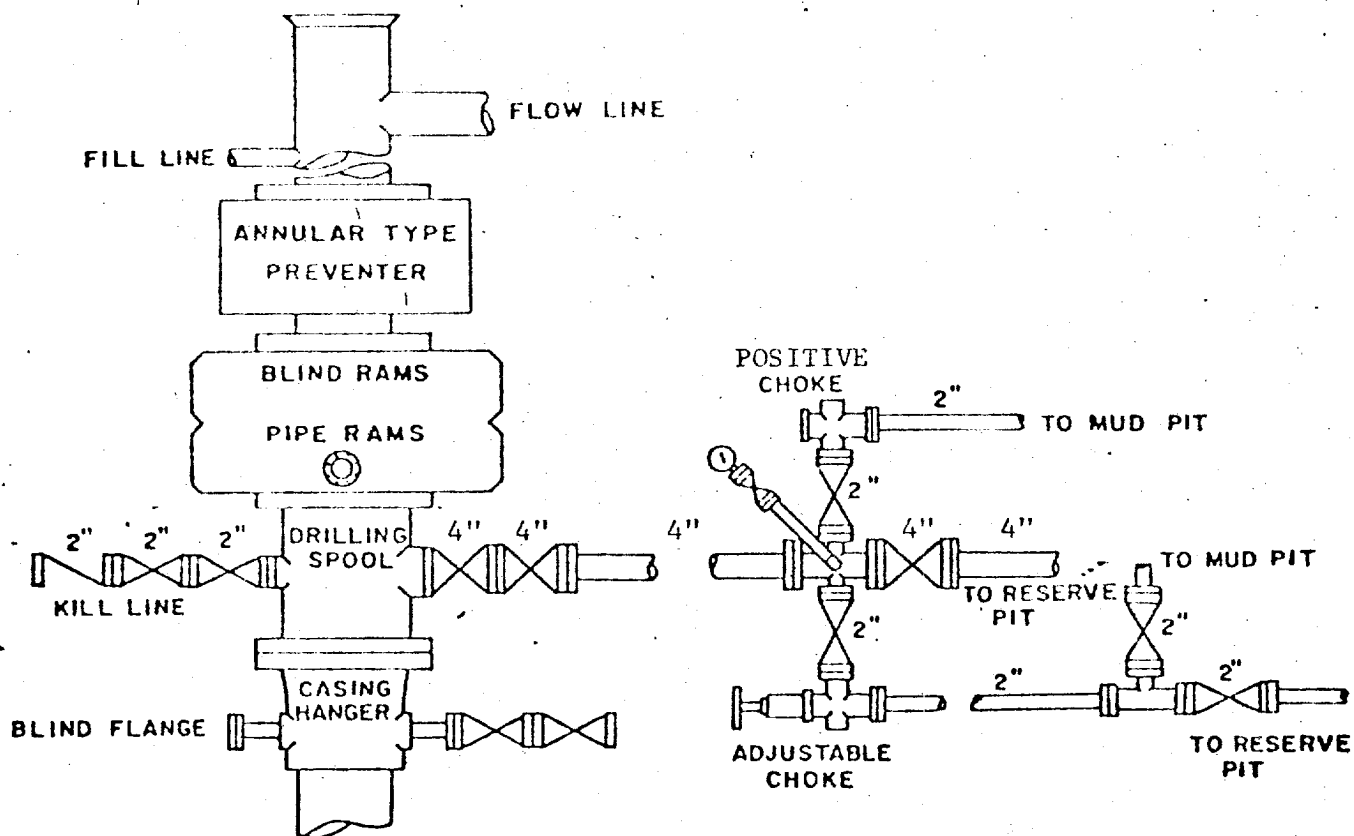 FLOW LINE
FILL LINE
ANNULAR TYPE
PREVENTER
BLIND RAMS
PIPE RAMS
POSITIVE
CHOKE
2"
TO MUD PIT
2"
2" 2" 2"
DRILLING
SPOOL
4" 4" 4"
4" 4"
KILL LINE
TO RESERVE
PIT
TO MUD PIT
2"
2"
CASING
HANGER
2"
2"
BLIND FLANGE
ADJUSTABLE
CHOKE
TO RESERVE
PIT